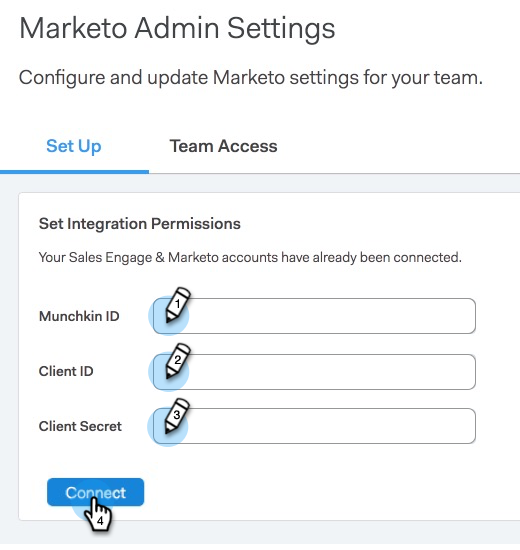 Marketo Admin Settings
Configure and update Marketo settings for your team.
Set Up
Team Access
Set Integration Permissions
Your Sales Engage & Marketo accounts have already been connected.
Munchkin ID
1
Client ID
2
Client Secret
3
Connect
4